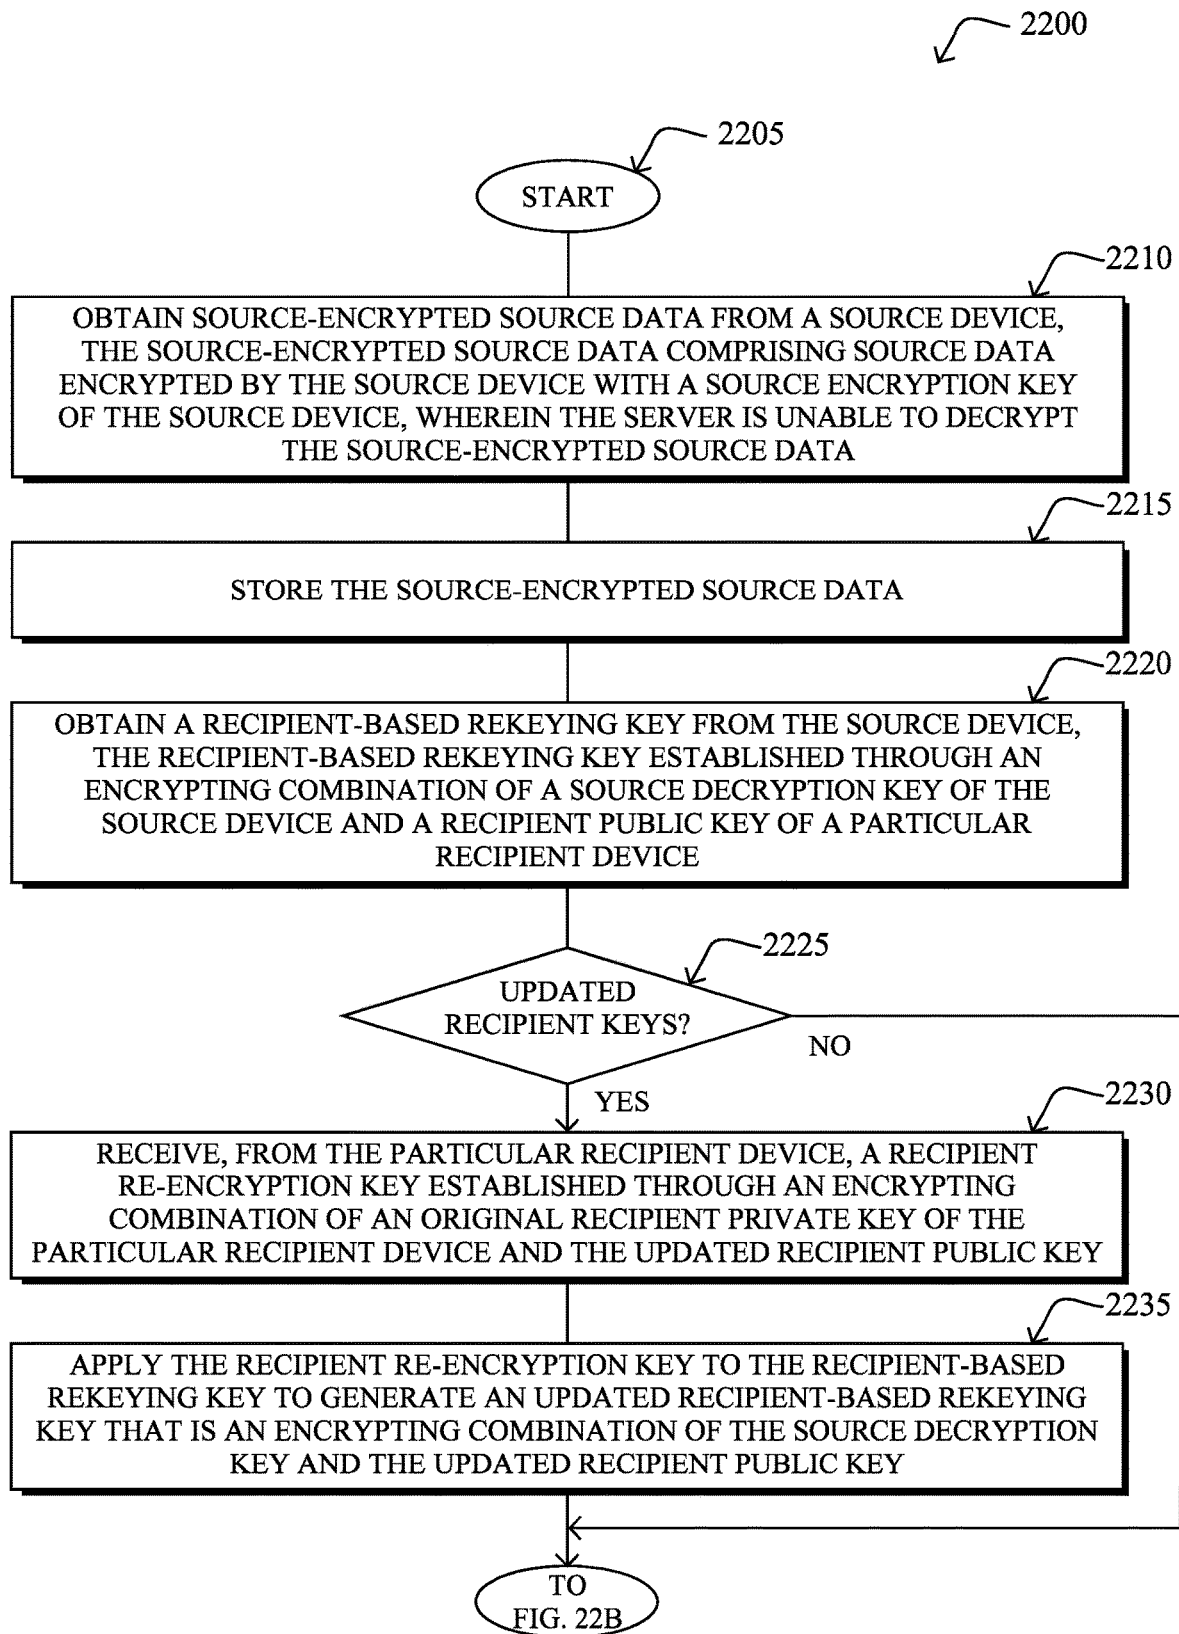 2200
2205
START
2210
OBTAIN SOURCE-ENCRYPTED SOURCE DATA FROM A SOURCE DEVICE,
THE SOURCE-ENCRYPTED SOURCE DATA COMPRISING SOURCE DATA
ENCRYPTED BY THE SOURCE DEVICE WITH A SOURCE ENCRYPTION KEY
OF THE SOURCE DEVICE, WHEREIN THE SERVER IS UNABLE TO DECRYPT
THE SOURCE-ENCRYPTED SOURCE DATA
2215
STORE THE SOURCE-ENCRYPTED SOURCE DATA
2220
OBTAIN A RECIPIENT-BASED REKEYING KEY FROM THE SOURCE DEVICE,
THE RECIPIENT-BASED REKEYING KEY ESTABLISHED THROUGH AN
ENCRYPTING COMBINATION OF A SOURCE DECRYPTION KEY OF THE
SOURCE DEVICE AND A RECIPIENT PUBLIC KEY OF A PARTICULAR
RECIPIENT DEVICE
2225
UPDATED
RECIPIENT KEYS?
NO
YES
2230
RECEIVE, FROM THE PARTICULAR RECIPIENT DEVICE, A RECIPIENT
RE-ENCRYPTION KEY ESTABLISHED THROUGH AN ENCRYPTING
COMBINATION OF AN ORIGINAL RECIPIENT PRIVATE KEY OF THE
PARTICULAR RECIPIENT DEVICE AND THE UPDATED RECIPIENT PUBLIC KEY
2235
APPLY THE RECIPIENT RE-ENCRYPTION KEY TO THE RECIPIENT-BASED
REKEYING KEY TO GENERATE AN UPDATED RECIPIENT-BASED REKEYING
KEY THAT IS AN ENCRYPTING COMBINATION OF THE SOURCE DECRYPTION
KEY AND THE UPDATED RECIPIENT PUBLIC KEY
TO
FIG. 22B